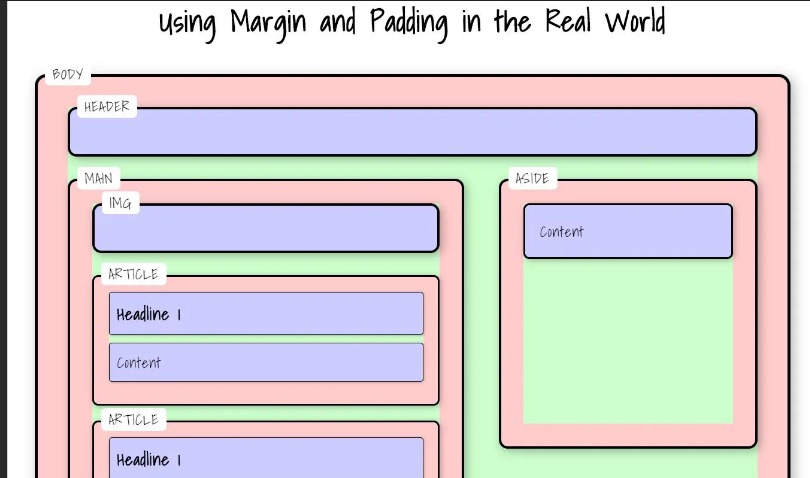 Using Margin and Padding in the Real World
BODY
HEADER
MAIN
IMG
ARTICLE
Headline 1
Content
ARTICLE
Headline 1
ASIDE
Content